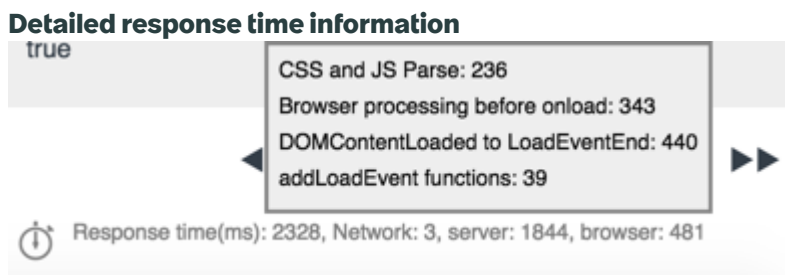 Detailed response time information
true
CSS and JS Parse: 236
Browser processing before onload: 343
DOMContentLoaded to LoadEventEnd: 440
addLoadEvent functions: 39
Response time(ms): 2328, Network: 3, server: 1844, browser: 481